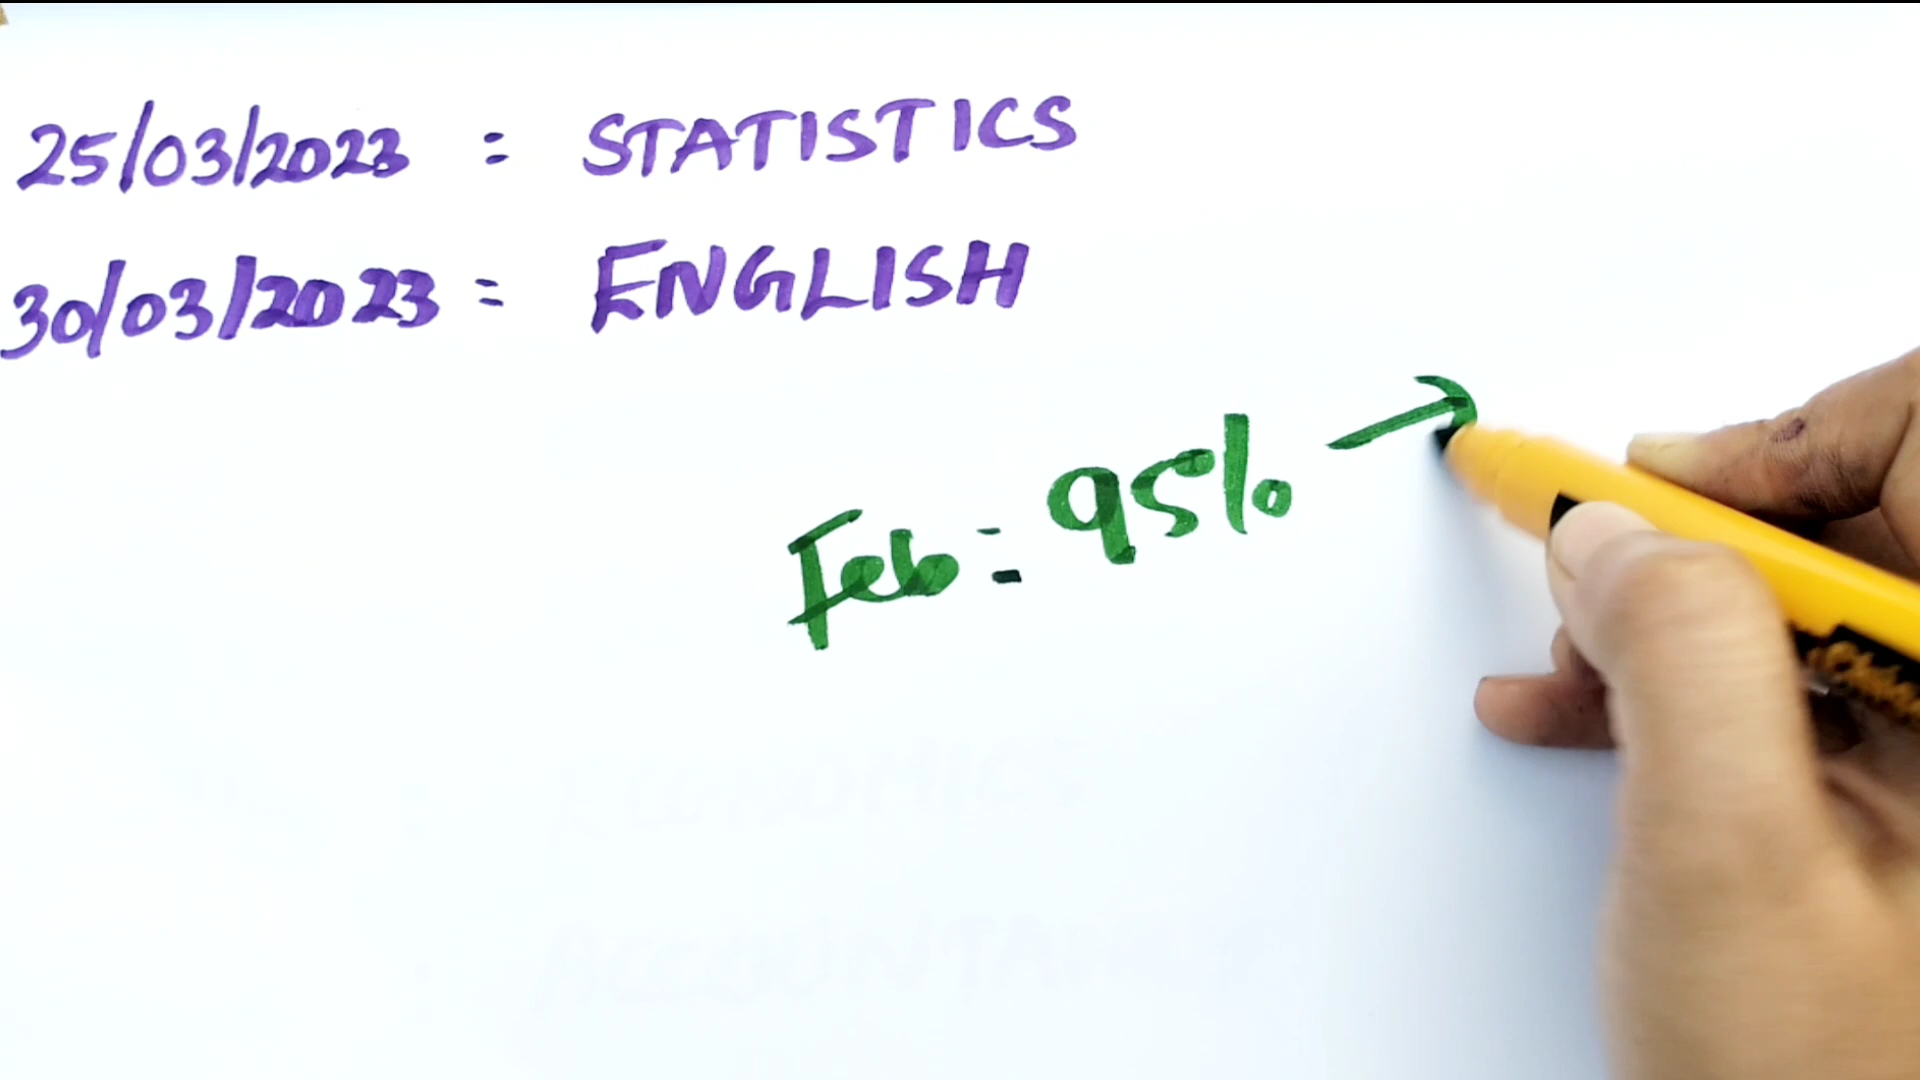 25/03/2023 = STATISTICS
30/03/2023 = ENGLISH
Feb = 95% →